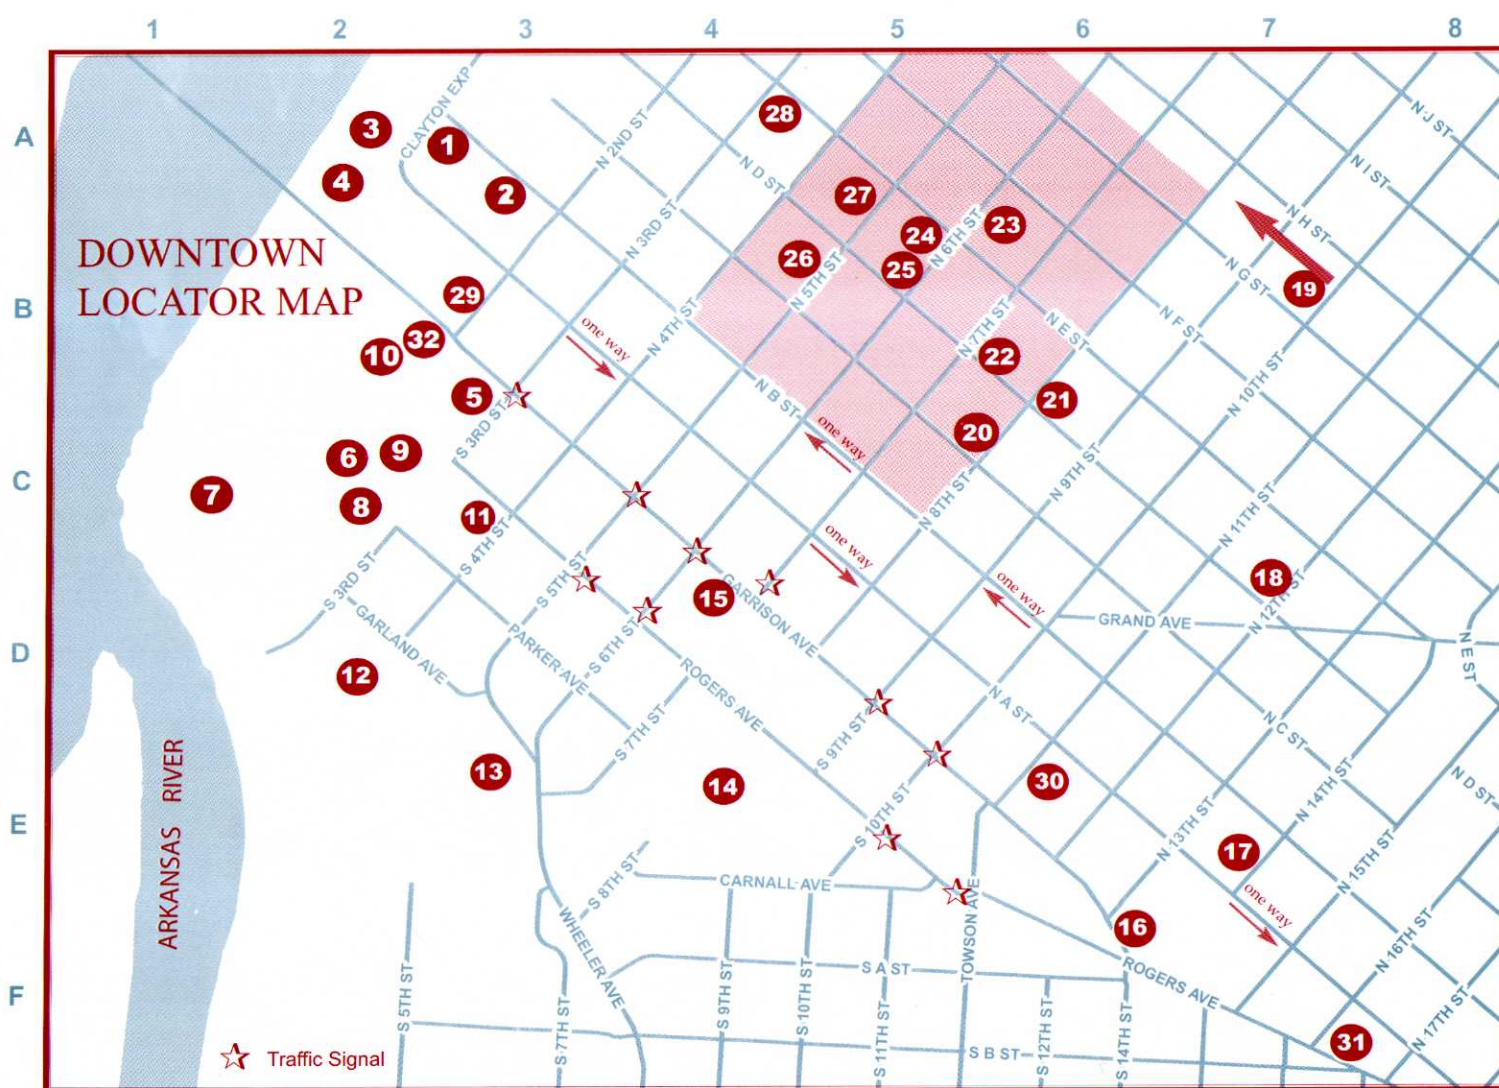 1 2 3 4 5 6 7 8
A
B
C
D
E
F
DOWNTOWN
LOCATOR MAP
ARKANSAS RIVER
CLAYTON EXP
N 2ND ST
N 3RD ST
N 4TH ST
N 5TH ST
N 6TH ST
N 7TH ST
N 8TH ST
N 9TH ST
N 10TH ST
N 11TH ST
N 12TH ST
N 13TH ST
N 14TH ST
N 15TH ST
N 16TH ST
N 17TH ST
N D ST
N B ST
N E ST
N F ST
N G ST
N H ST
N I ST
N J ST
N A ST
N C ST
N D ST
N E ST
GRAND AVE
GARRISON AVE
ROGERS AVE
PARKER AVE
GARLAND AVE
S 3RD ST
S 3RD ST
S 4TH ST
S 5TH ST
S 6TH ST
S 7TH ST
S 8TH ST
S 9TH ST
S 10TH ST
CARNALL AVE
WHEELER AVE
TOWSON AVE
ROGERS AVE
S A ST
S B ST
S 5TH ST
S 7TH ST
S 9TH ST
S 10TH ST
S 11TH ST
S 12TH ST
S 14TH ST
one way
one way
one way
one way
one way
1
2
3
4
5
6
7
8
9
10
11
12
13
14
15
16
17
18
19
20
21
22
23
24
25
26
27
28
29
30
31
32
Traffic Signal